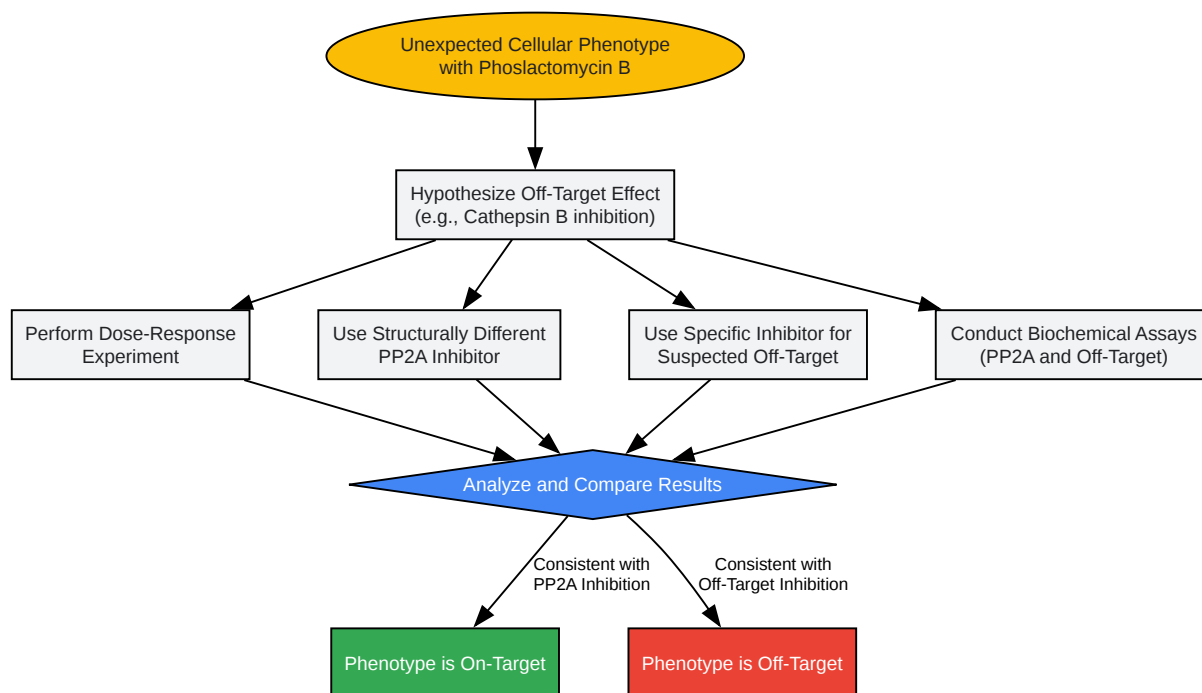 Unexpected Cellular Phenotype
with Phoslactomycin B
Hypothesize Off-Target Effect
(e.g., Cathepsin B inhibition)
Perform Dose-Response
Experiment
Use Structurally Different
PP2A Inhibitor
Use Specific Inhibitor for
Suspected Off-Target
Conduct Biochemical Assays
(PP2A and Off-Target)
Analyze and Compare Results
Consistent with
PP2A Inhibition
Consistent with
Off-Target Inhibition
Phenotype is On-Target
Phenotype is Off-Target